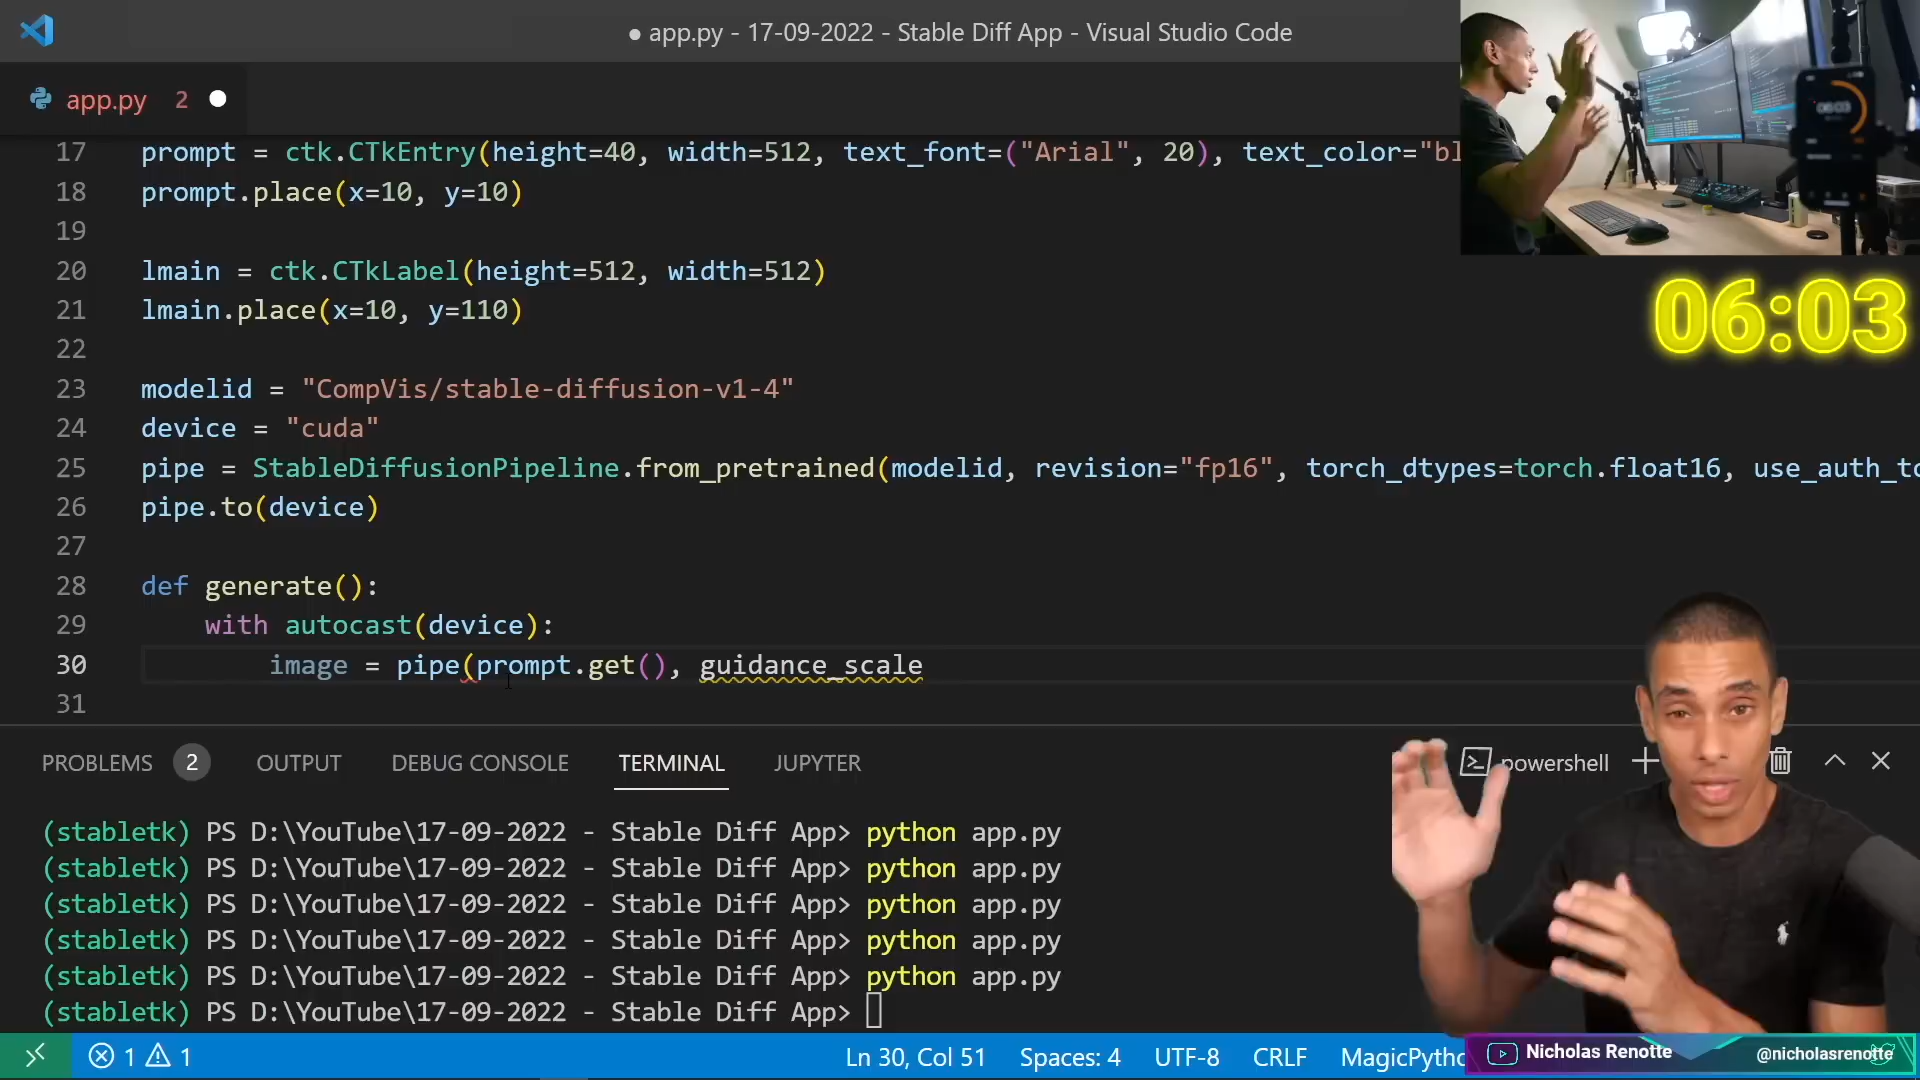 ● app.py - 17-09-2022 - Stable Diff App - Visual Studio Code
app.py 2 ●
17 prompt = ctk.CTkEntry(height=40, width=512, text_font=("Arial", 20), text_color="bl
18 prompt.place(x=10, y=10)
19
20 lmain = ctk.CTkLabel(height=512, width=512)
21 lmain.place(x=10, y=110)
22
23 modelid = "CompVis/stable-diffusion-v1-4"
24 device = "cuda"
25 pipe = StableDiffusionPipeline.from_pretrained(modelid, revision="fp16", torch_dtypes=torch.float16, use_auth_to
26 pipe.to(device)
27
28 def generate():
29 with autocast(device):
30 image = pipe(prompt.get(), guidance_scale
31
06:03
PROBLEMS 2 OUTPUT DEBUG CONSOLE TERMINAL JUPYTER powershell
(stabletk) PS D:\YouTube\17-09-2022 - Stable Diff App> python app.py
(stabletk) PS D:\YouTube\17-09-2022 - Stable Diff App> python app.py
(stabletk) PS D:\YouTube\17-09-2022 - Stable Diff App> python app.py
(stabletk) PS D:\YouTube\17-09-2022 - Stable Diff App> python app.py
(stabletk) PS D:\YouTube\17-09-2022 - Stable Diff App> python app.py
(stabletk) PS D:\YouTube\17-09-2022 - Stable Diff App>
1 1 Ln 30, Col 51 Spaces: 4 UTF-8 CRLF MagicPytho
Nicholas Renotte @nicholasrenotte